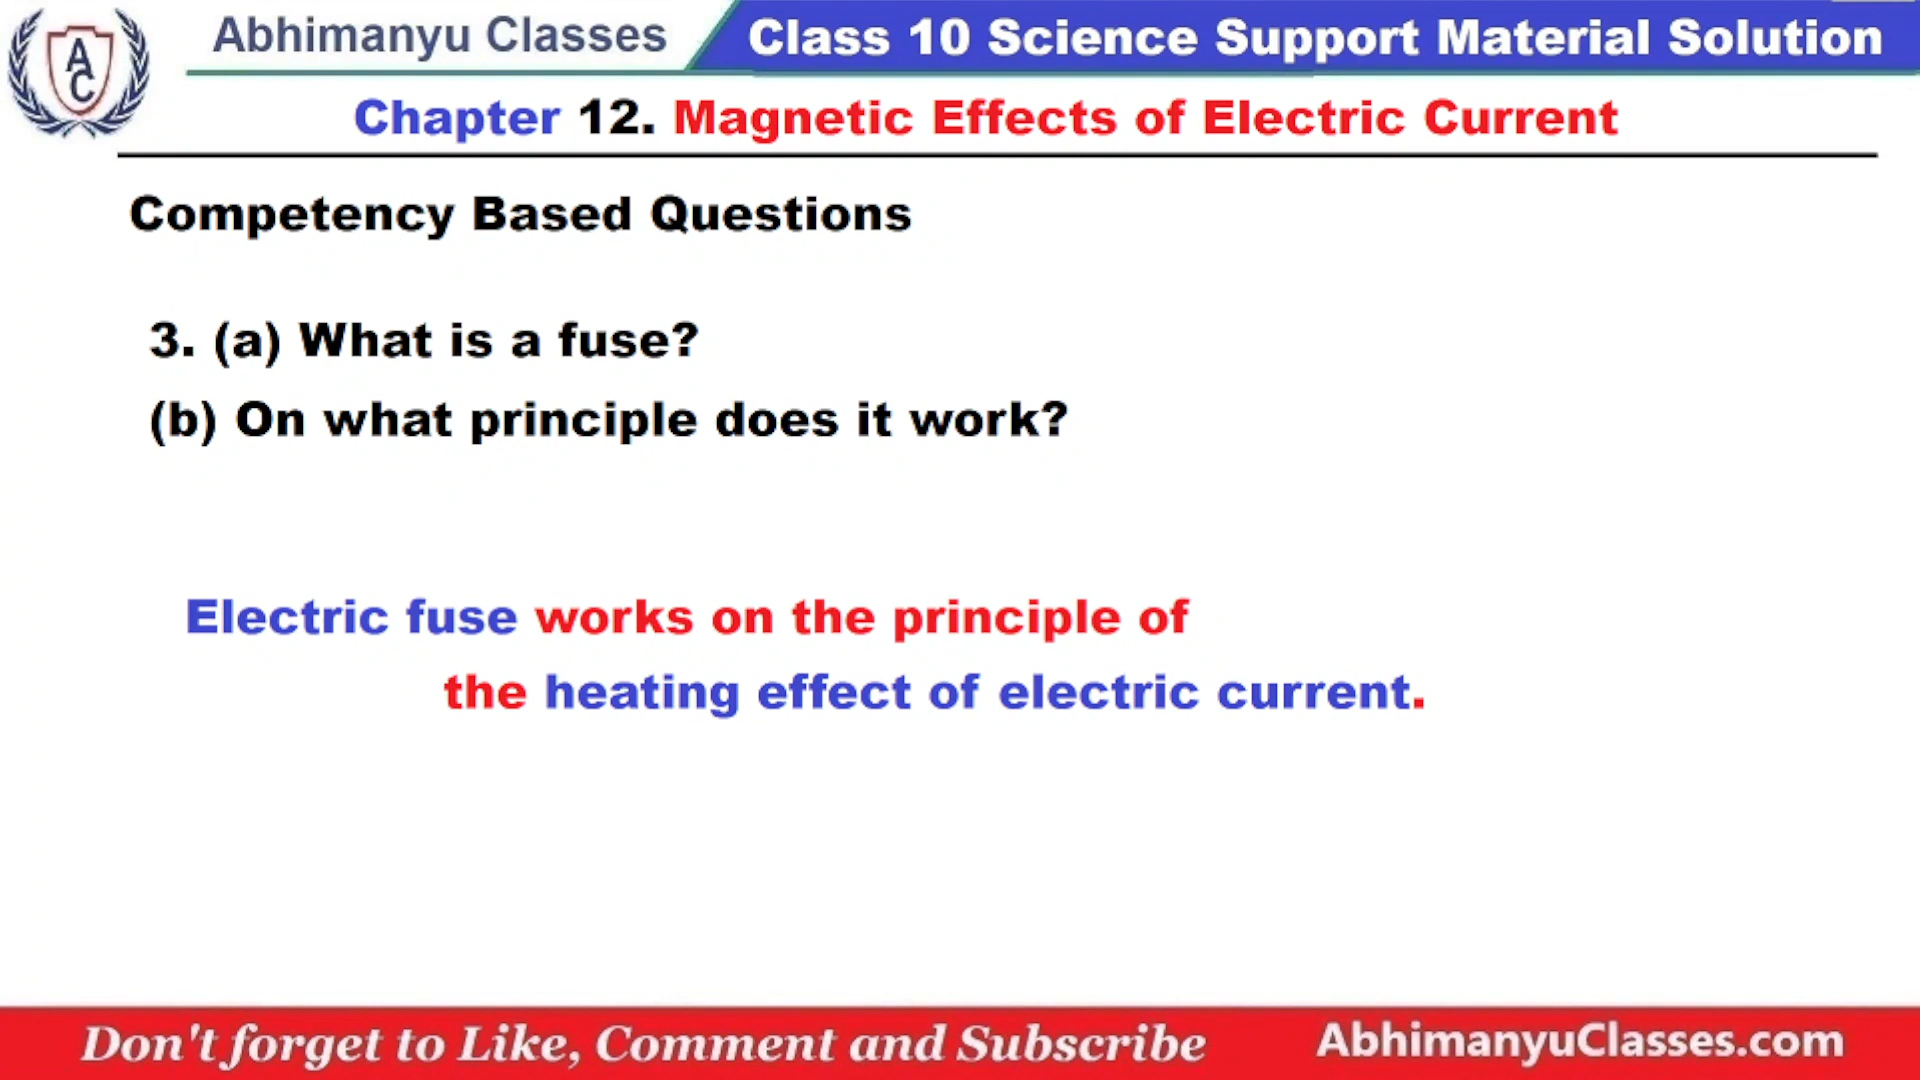 AC
Abhimanyu Classes
Class 10 Science Support Material Solution
Chapter 12. Magnetic Effects of Electric Current
Competency Based Questions
3. (a) What is a fuse?
(b) On what principle does it work?
Electric fuse works on the principle of
the heating effect of electric current.
Don't forget to Like, Comment and Subscribe
AbhimanyuClasses.com